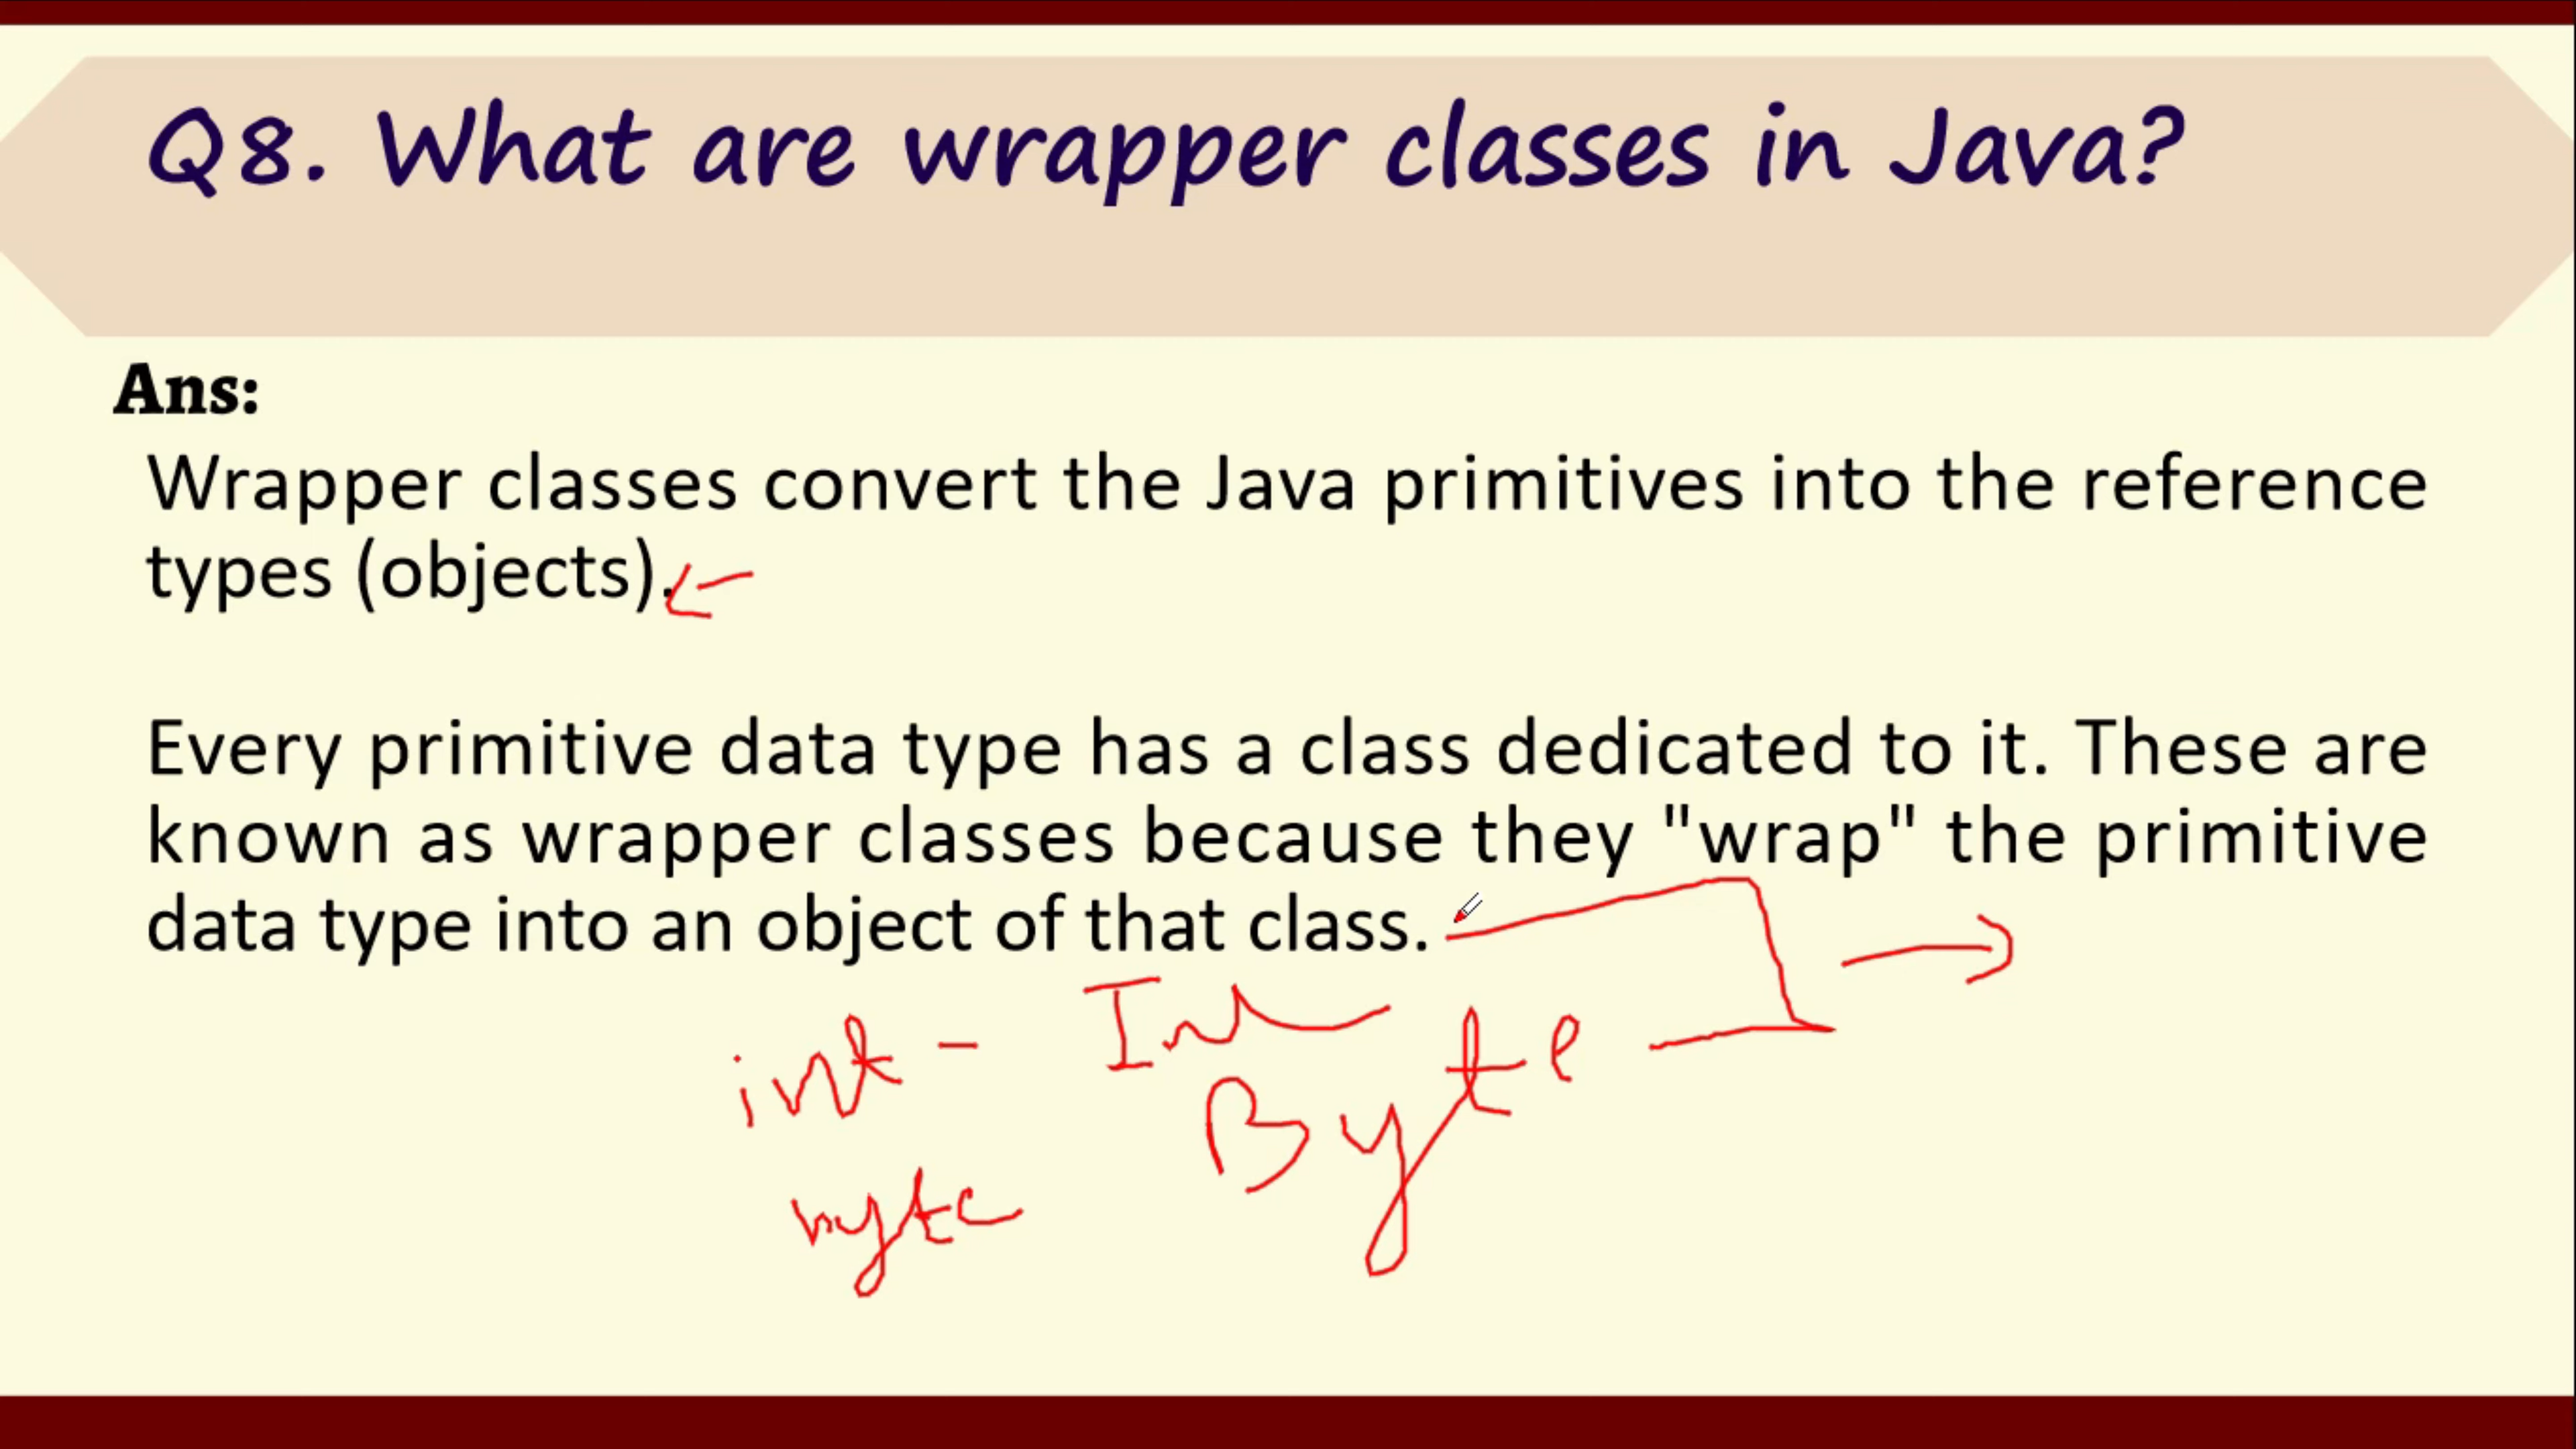 Q8. What are wrapper classes in Java?
Ans:
Wrapper classes convert the Java primitives into the reference
types (objects).
Every primitive data type has a class dedicated to it. These are
known as wrapper classes because they "wrap" the primitive
data type into an object of that class.
int - Int
byte Byte